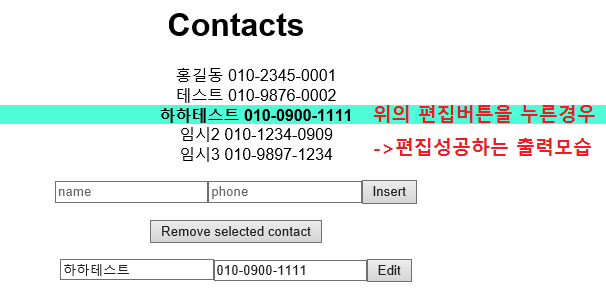 Contacts
홍길동 010-2345-0001
테스트 010-9876-0002
하하테스트 010-0900-1111 위의 편집버튼을 누른경우
임시2 010-1234-0909
->편집성공하는 출력모습
임시3 010-9897-1234
name phone Insert
Remove selected contact
하하테스트 010-0900-1111 Edit